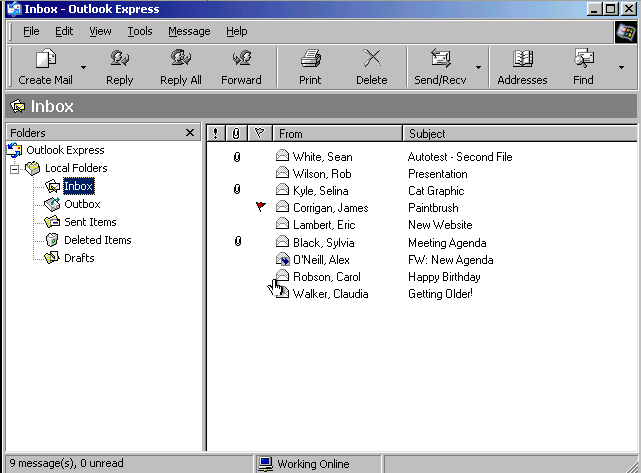 Inbox - Outlook Express
File Edit View Tools Message Help
Create Mail Reply Reply All Forward Print Delete Send/Recv Addresses Find
Inbox
Folders
Outlook Express
Local Folders
Inbox
Outbox
Sent Items
Deleted Items
Drafts
! From Subject
White, Sean Autotest - Second File
Wilson, Rob Presentation
Kyle, Selina Cat Graphic
Corrigan, James Paintbrush
Lambert, Eric New Website
Black, Sylvia Meeting Agenda
O'Neill, Alex FW: New Agenda
Robson, Carol Happy Birthday
Walker, Claudia Getting Older!
9 message(s), 0 unread Working Online